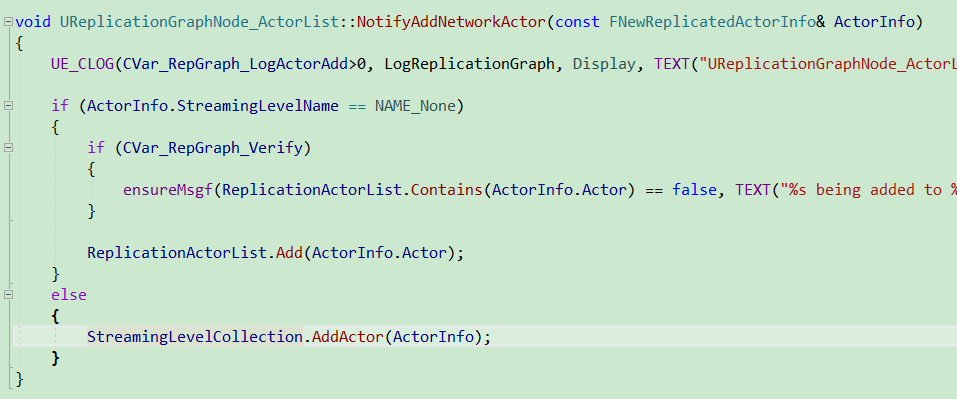 void UReplicationGraphNode_ActorList::NotifyAddNetworkActor(const FNewReplicatedActorInfo& ActorInfo)
{
UE_CLOG(CVar_RepGraph_LogActorAdd>0, LogReplicationGraph, Display, TEXT("UReplicationGraphNode_ActorL
if (ActorInfo.StreamingLevelName == NAME_None)
{
if (CVar_RepGraph_Verify)
{
ensureMsgf(ReplicationActorList.Contains(ActorInfo.Actor) == false, TEXT("%s being added to %
}
ReplicationActorList.Add(ActorInfo.Actor);
}
else
{
StreamingLevelCollection.AddActor(ActorInfo);
}
}